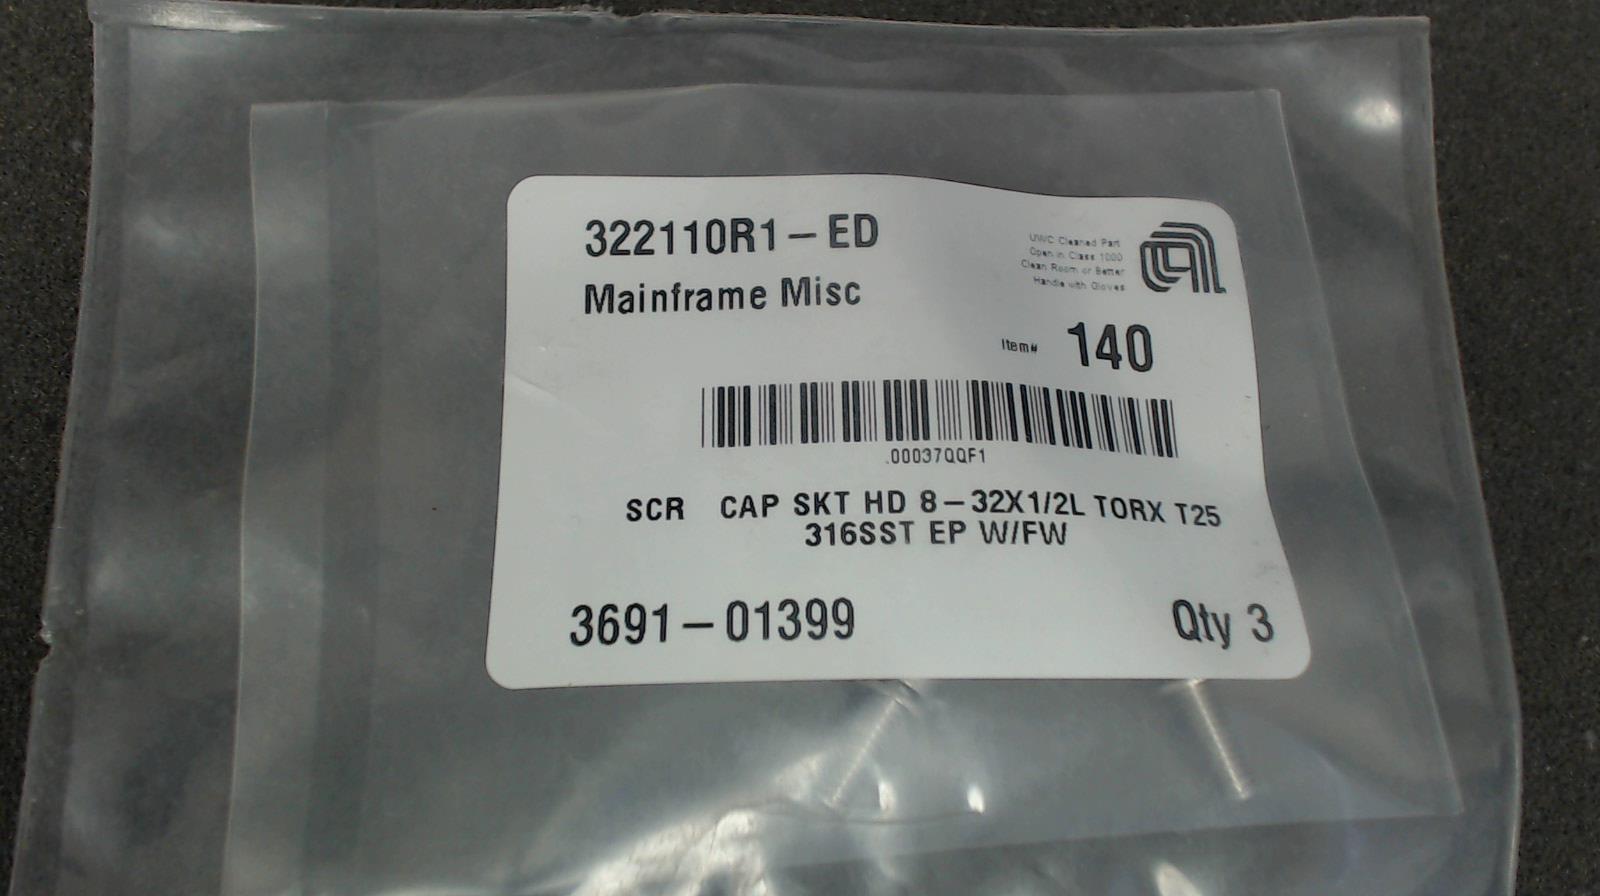 322110R1-ED
Mainframe Misc
UWC Cleaned Part
Open in Class 1000
Clean Room or Better
Handle with Gloves
Item# 140
.00037QQF1
SCR CAP SKT HD 8-32X1/2L TORX T25
316SST EP W/FW
3691-01399 Qty 3